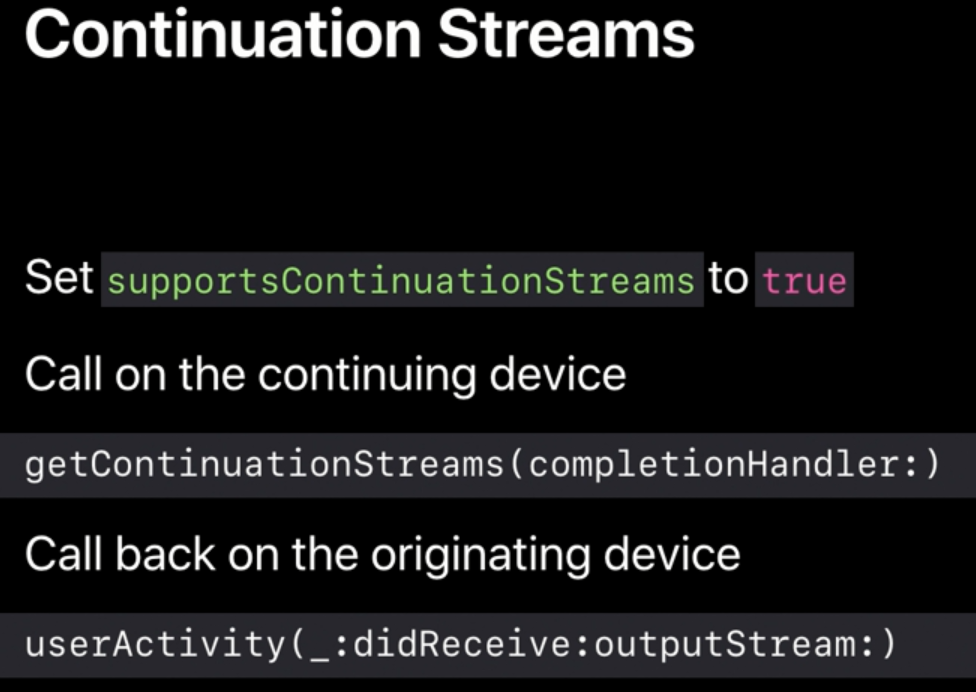 Continuation Streams
Set supportsContinuationStreams to true
Call on the continuing device
getContinuationStreams(completionHandler:)
Call back on the originating device
userActivity(_:didReceive:outputStream:)